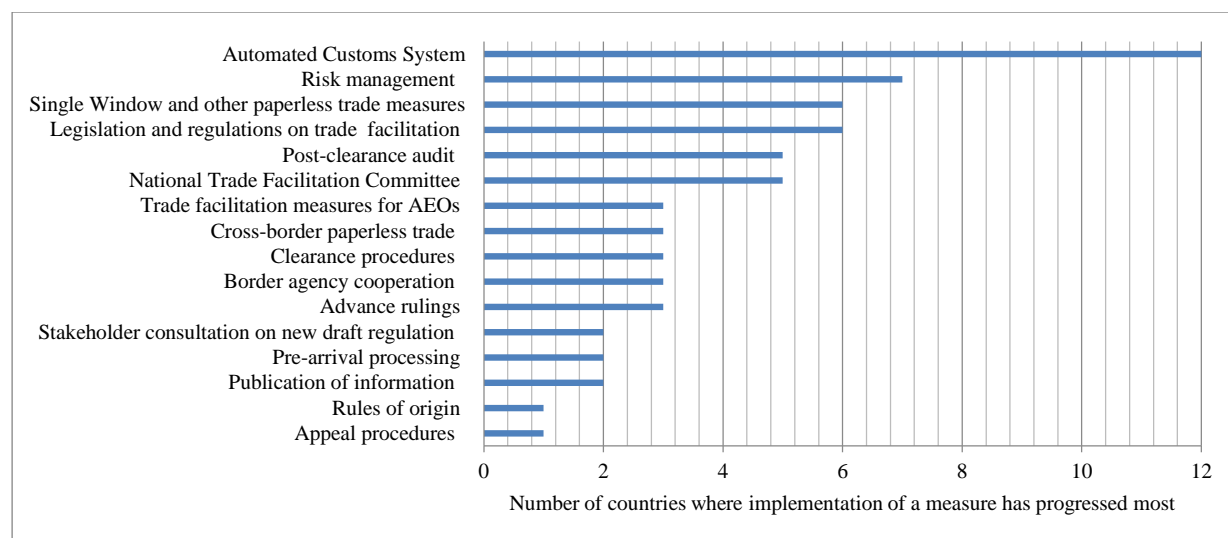 Automated Customs System
Risk management
Single Window and other paperless trade measures
Legislation and regulations on trade facilitation
Post-clearance audit
National Trade Facilitation Committee
Trade facilitation measures for AEOs
Cross-border paperless trade
Clearance procedures
Border agency cooperation
Advance rulings
Stakeholder consultation on new draft regulation
Pre-arrival processing
Publication of information
Rules of origin
Appeal procedures
0 2 4 6 8 10 12
Number of countries where implementation of a measure has progressed most